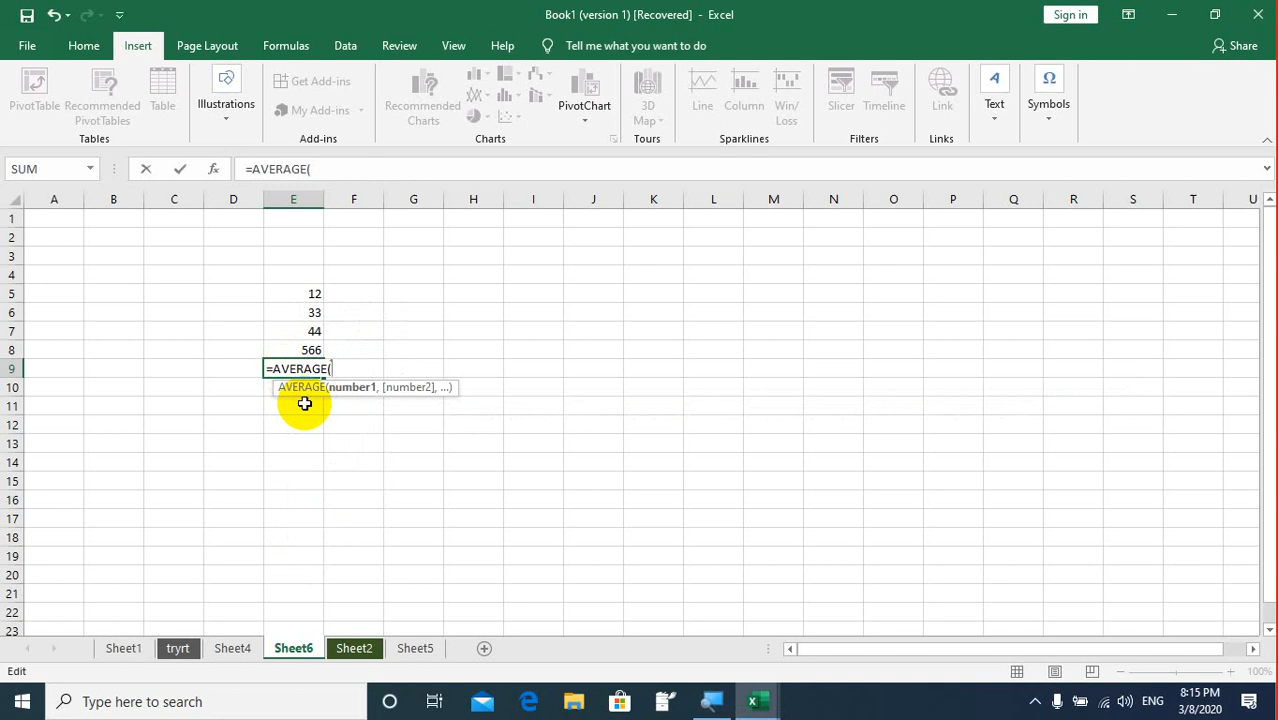 Book1 (version 1) [Recovered] - Excel
Sign in
File Home Insert Page Layout Formulas Data Review View Help Tell me what you want to do Share
PivotTable Recommended PivotTables Table
Tables
Illustrations
Get Add-ins
My Add-ins
Add-ins
Recommended Charts
PivotChart
Charts
3D Map
Tours
Line Column Win/ Loss
Sparklines
Slicer Timeline
Filters
Link
Links
Text
Symbols
SUM fx =AVERAGE(
A B C D E F G H I J K L M N O P Q R S T U
1
2
3
4
5 12
6 33
7 44
8 566
9 =AVERAGE(
10 AVERAGE(number1, [number2], ...)
11
12
13
14
15
16
17
18
19
20
21
22
23
Sheet1 tryrt Sheet4 Sheet6 Sheet2 Sheet5
Edit 100%
Type here to search ENG 8:15 PM
3/8/2020